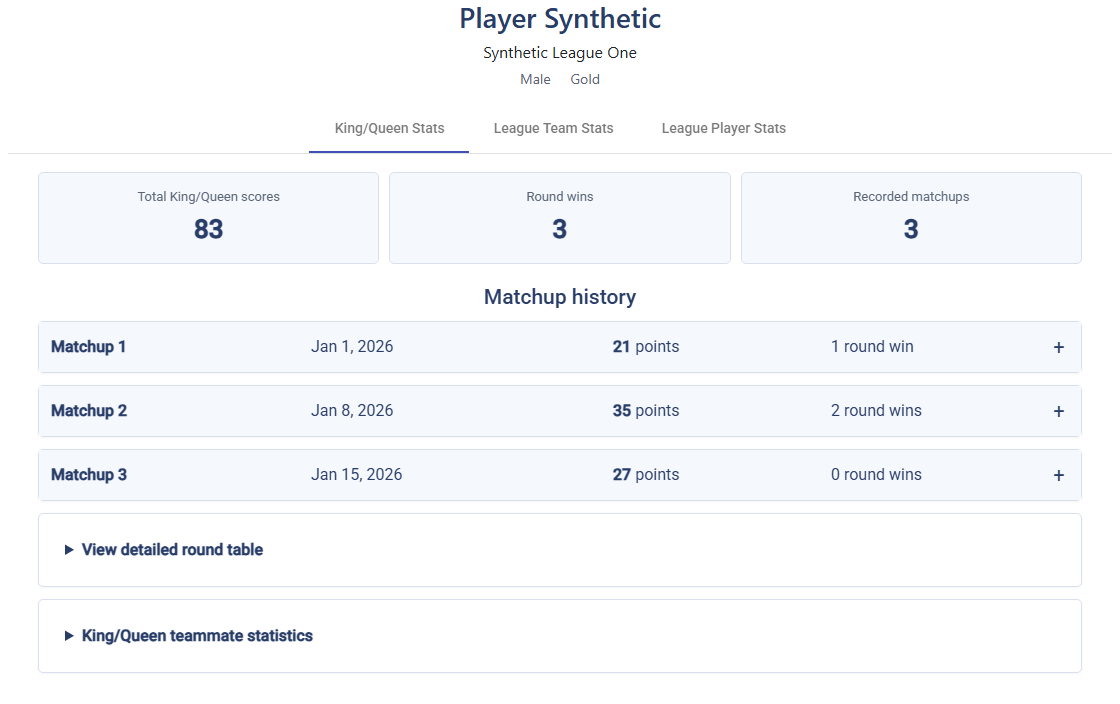 Player Synthetic
Synthetic League One
Male Gold
King/Queen Stats League Team Stats League Player Stats
Total King/Queen scores Round wins Recorded matchups
83 3 3
Matchup history
Matchup 1 Jan 1, 2026 21 points 1 round win +
Matchup 2 Jan 8, 2026 35 points 2 round wins +
Matchup 3 Jan 15, 2026 27 points 0 round wins +
View detailed round table
King/Queen teammate statistics